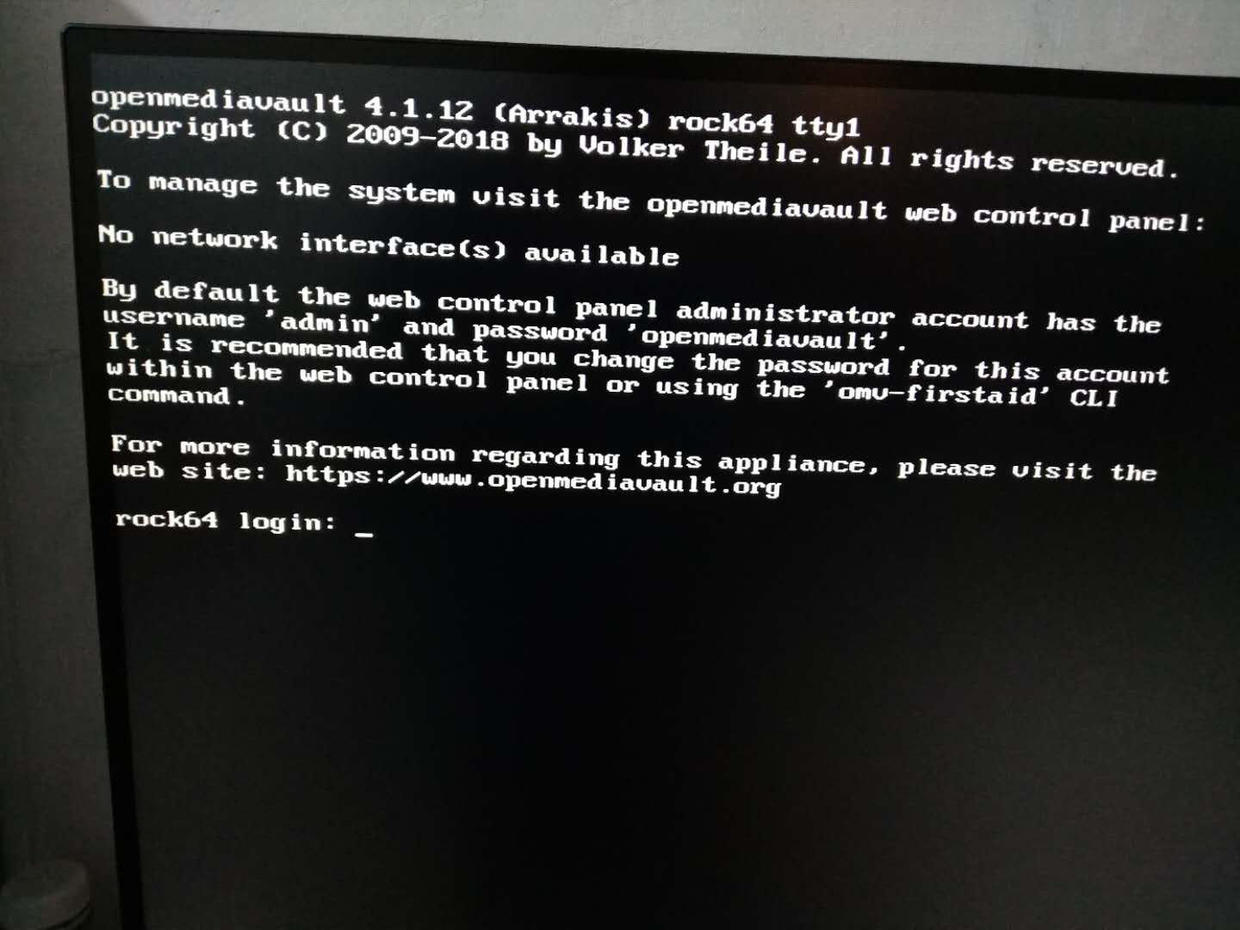 openmediavault 4.1.12 (Arrakis) rock64 tty1
Copyright (C) 2009-2018 by Volker Theile. All rights reserved.
To manage the system visit the openmediavault web control panel:
No network interface(s) available
By default the web control panel administrator account has the
username 'admin' and password 'openmediavault'.
It is recommended that you change the password for this account
within the web control panel or using the 'omv-firstaid' CLI
command.
For more information regarding this appliance, please visit the
web site: https://www.openmediavault.org
rock64 login: _